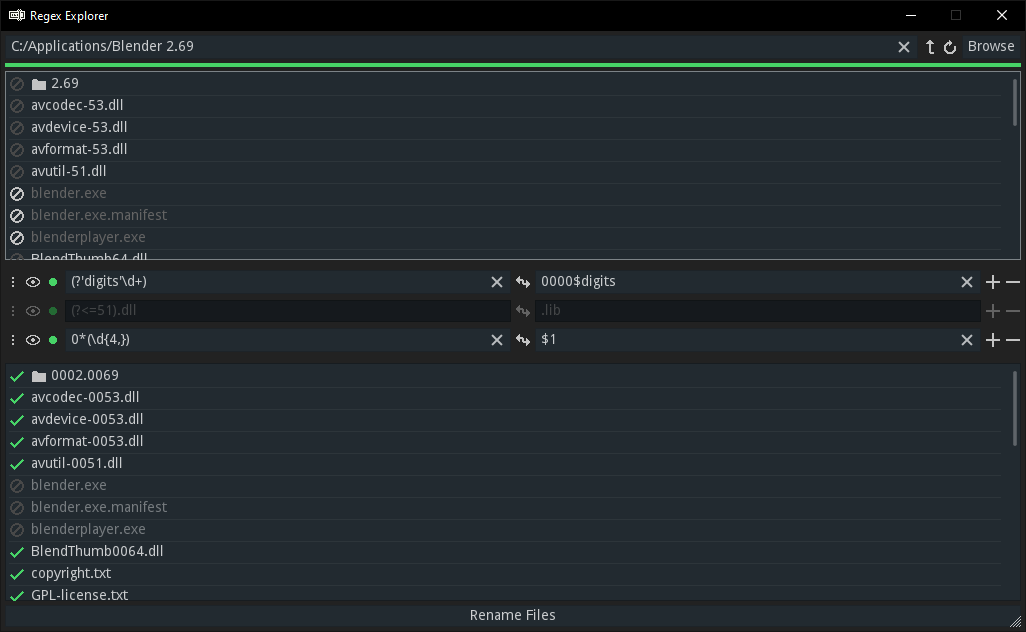 Regex Explorer
C:/Applications/Blender 2.69
Browse
2.69
avcodec-53.dll
avdevice-53.dll
avformat-53.dll
avutil-51.dll
blender.exe
blender.exe.manifest
blenderplayer.exe
BlendThumb64.dll
(?'digits'\d+) 0000$digits
(?<=51).dll .lib
0*(\d{4,}) $1
0002.0069
avcodec-0053.dll
avdevice-0053.dll
avformat-0053.dll
avutil-0051.dll
blender.exe
blender.exe.manifest
blenderplayer.exe
BlendThumb0064.dll
copyright.txt
GPL-license.txt
Rename Files